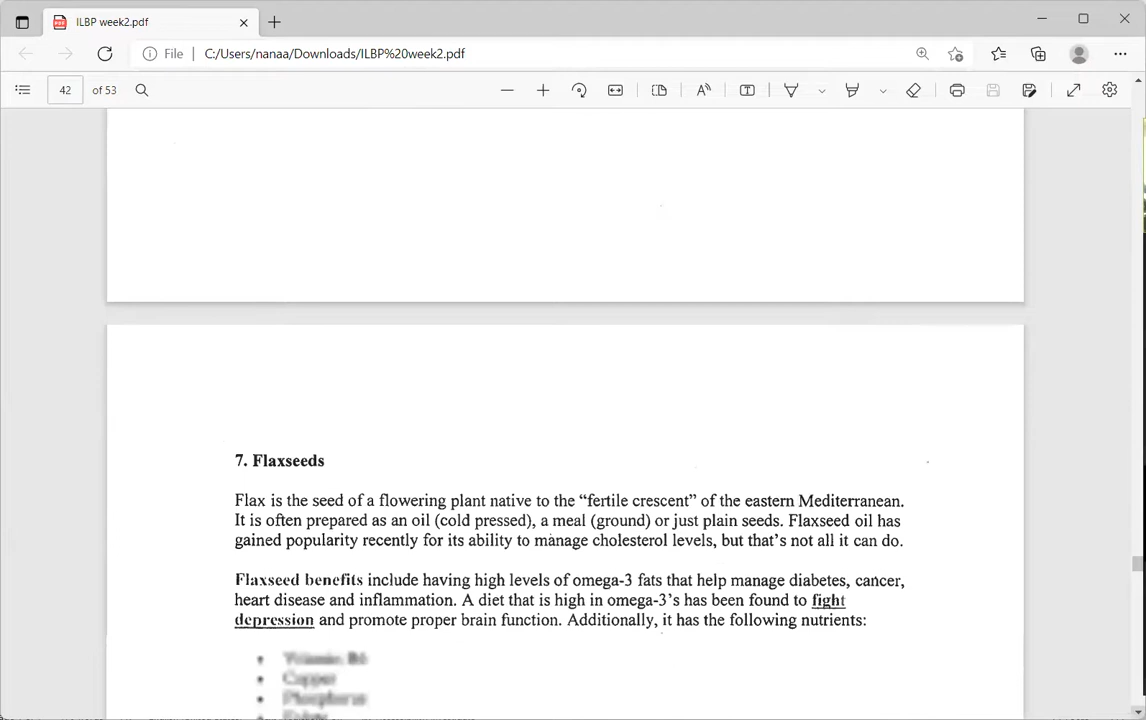 ILBP week2.pdf
File | C:/Users/nanaa/Downloads/ILBP%20week2.pdf
42 of 53
7. Flaxseeds
Flax is the seed of a flowering plant native to the “fertile crescent” of the eastern Mediterranean.
It is often prepared as an oil (cold pressed), a meal (ground) or just plain seeds. Flaxseed oil has
gained popularity recently for its ability to manage cholesterol levels, but that’s not all it can do.
Flaxseed benefits include having high levels of omega-3 fats that help manage diabetes, cancer,
heart disease and inflammation. A diet that is high in omega-3’s has been found to fight
depression and promote proper brain function. Additionally, it has the following nutrients:
• Vitamin B6
• Copper
• Phosphorus